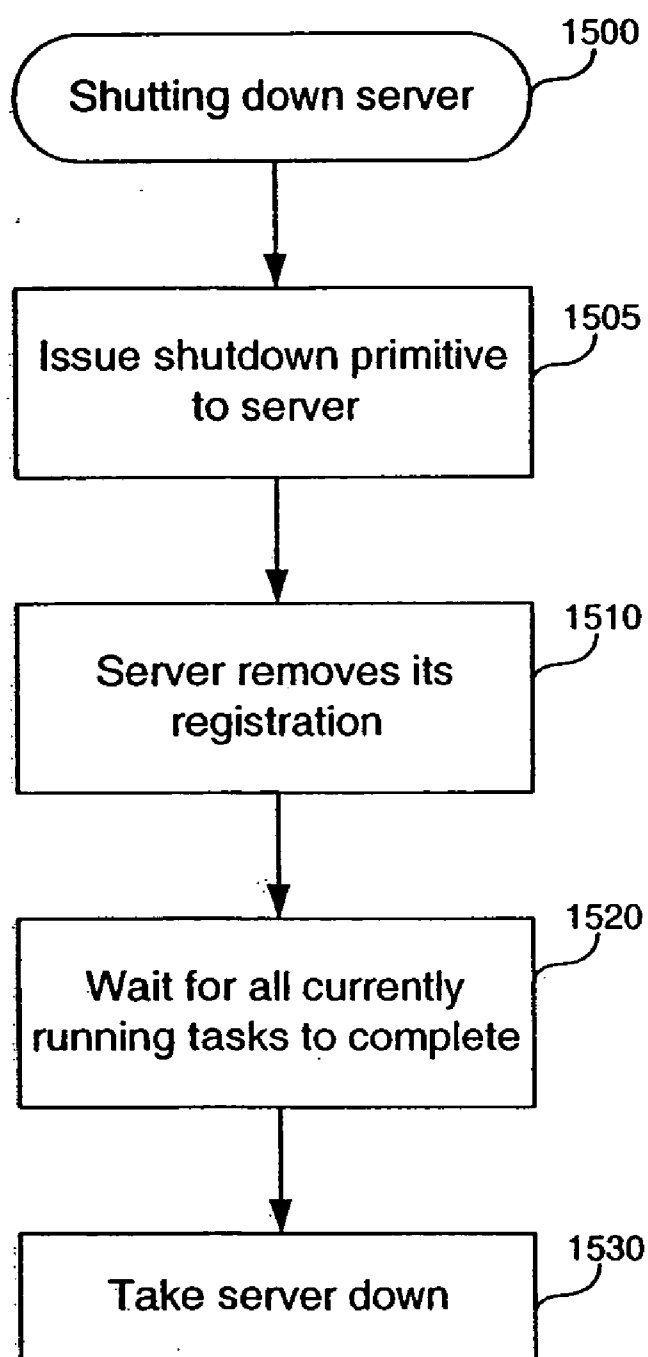 1500
Shutting down server
1505
Issue shutdown primitive
to server
1510
Server removes its
registration
1520
Wait for all currently
running tasks to complete
1530
Take server down